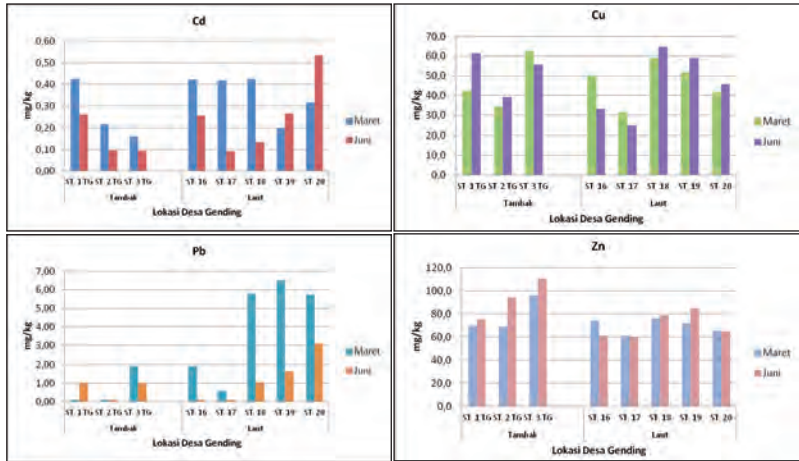 Cd
mg/kg
0,60
0,50
0,40
0,30
0,20
0,10
0,00
ST 1 TG ST 2 TG ST 3 TG ST 16 ST 17 ST 18 ST 19 ST 20
Tambak Laut
Lokasi Desa Gending
Maret
Juni
Cu
mg/kg
70,0
60,0
50,0
40,0
30,0
20,0
10,0
0,0
ST 1 TG ST 2 TG ST 3 TG ST 16 ST 17 ST 18 ST 19 ST 20
Tambak Laut
Lokasi Desa Gending
Maret
Juni
Pb
mg/kg
7,00
6,00
5,00
4,00
3,00
2,00
1,00
0,00
ST 1 TG ST 2 TG ST 3 TG ST 16 ST 17 ST 18 ST 19 ST 20
Tambak Laut
Lokasi Desa Gending
Maret
Juni
Zn
mg/kg
120,0
100,0
80,0
60,0
40,0
20,0
0,0
ST 1 TG ST 2 TG ST 3 TG ST 16 ST 17 ST 18 ST 19 ST 20
Tambak Laut
Lokasi Desa Gending
Maret
Juni